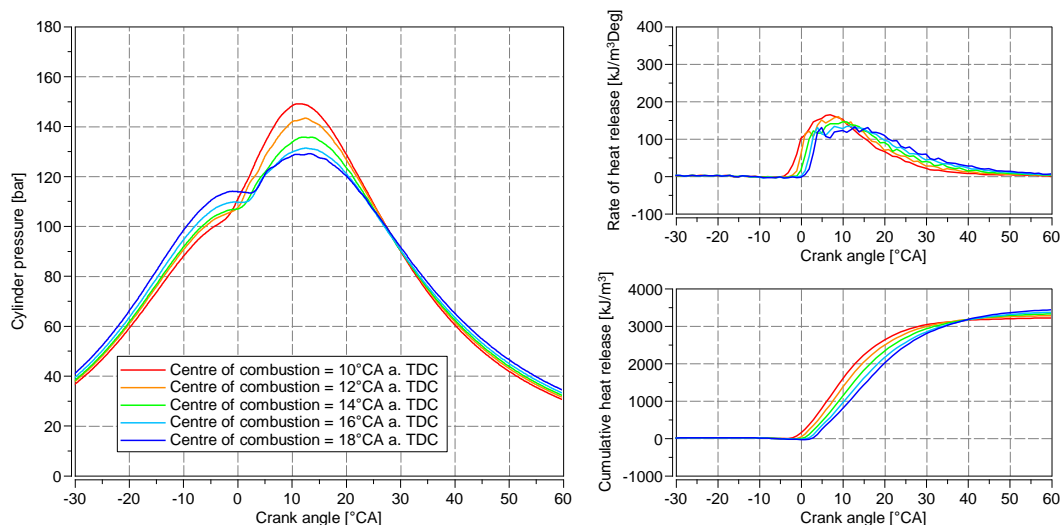 180
160
140
120
100
80
60
40
20
0
Cylinder pressure [bar]
Centre of combustion = 10°CA a. TDC
Centre of combustion = 12°CA a. TDC
Centre of combustion = 14°CA a. TDC
Centre of combustion = 16°CA a. TDC
Centre of combustion = 18°CA a. TDC
-30 -20 -10 0 10 20 30 40 50 60
Crank angle [°CA]
400
300
200
100
0
-100
Rate of heat release [kJ/m³Deg]
-30 -20 -10 0 10 20 30 40 50 60
Crank angle [°CA]
4000
3000
2000
1000
0
-1000
Cumulative heat release [kJ/m³]
-30 -20 -10 0 10 20 30 40 50 60
Crank angle [°CA]